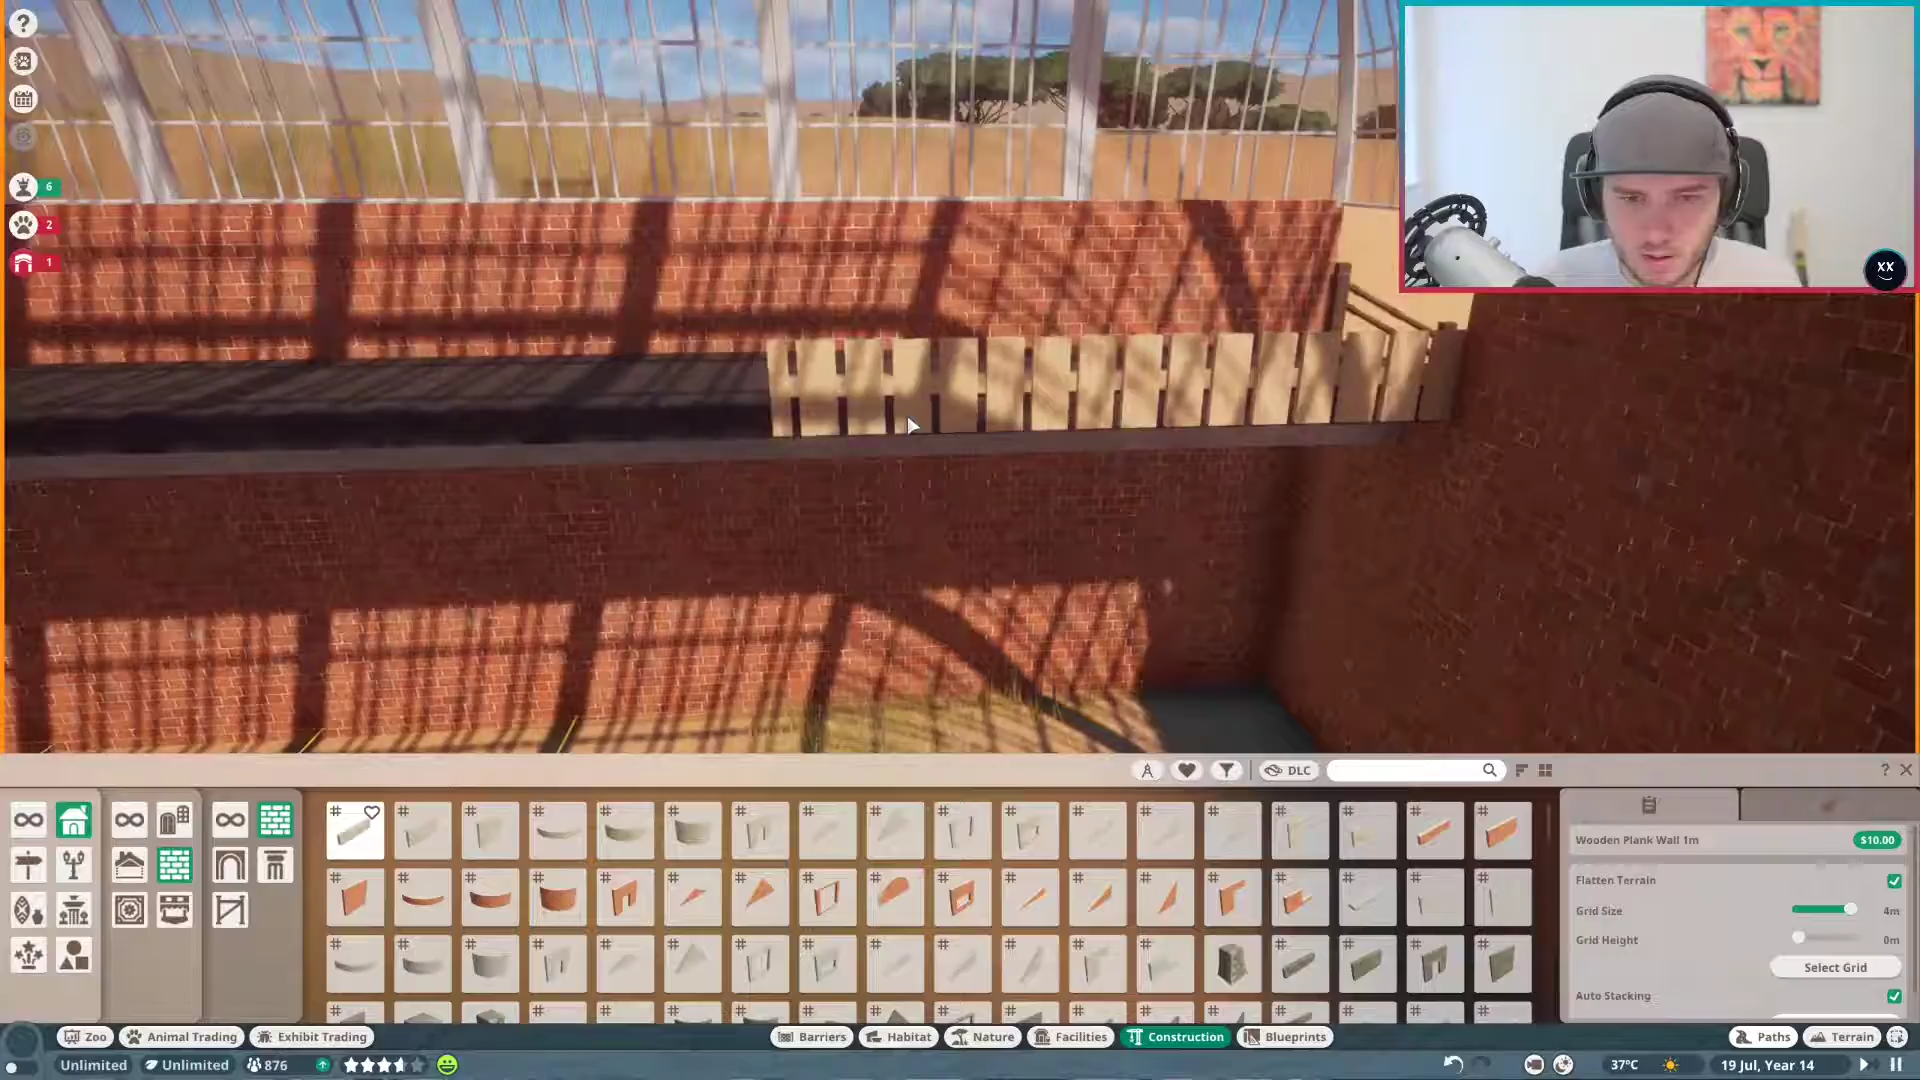 ?
6
2
1
XX
DLC
?
Wooden Plank Wall 1m
$10.00
Flatten Terrain
Grid Size
4m
Grid Height
0m
Select Grid
Auto Stacking
Zoo
Animal Trading
Exhibit Trading
Barriers
Habitat
Nature
Facilities
Construction
Blueprints
Paths
Terrain
Unlimited
Unlimited
876
37°C
19 Jul, Year 14